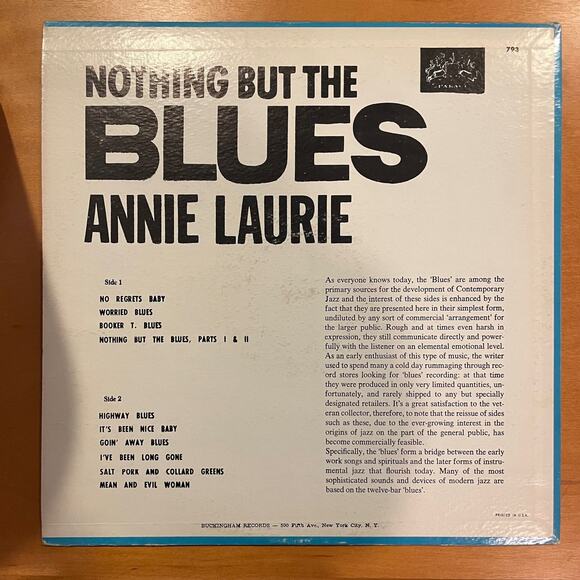 793
PARADE
NOTHING BUT THE
BLUES
ANNIE LAURIE
Side 1
NO REGRETS BABY
WORRIED BLUES
BOOKER T. BLUES
NOTHING BUT THE BLUES, PARTS I & II
Side 2
HIGHWAY BLUES
IT'S BEEN NICE BABY
GOIN' AWAY BLUES
I'VE BEEN LONG GONE
SALT PORK AND COLLARD GREENS
MEAN AND EVIL WOMAN
As everyone knows today, the 'Blues' are among the
primary sources for the development of Contemporary
Jazz and the interest of these sides is enhanced by the
fact that they are presented here in their simplest form,
undiluted by any sort of commercial 'arrangement' for
the larger public. Rough and at times even harsh in
expression, they still communicate directly and power-
fully with the listener on an elemental emotional level.
As an early enthusiast of this type of music, the writer
used to spend many a cold day rummaging through rec-
ord stores looking for 'blues' recording: at that time
they were produced in only very limited quantities, un-
fortunately, and rarely shipped to any but specially
designated retailers. It's a great satisfaction to the vet-
eran collector, therefore, to note that the reissue of sides
such as these, due to the ever-growing interest in the
origins of jazz on the part of the general public, has
become commercially feasible.
Specifically, the 'blues' form a bridge between the early
work songs and spirituals and the later forms of instru-
mental jazz that flourish today. Many of the most
sophisticated sounds and devices of modern jazz are
based on the twelve-bar 'blues'.
PRINTED IN U.S.A.
BUCKINGHAM RECORDS — 500 Fifth Ave, New York City, N. Y.